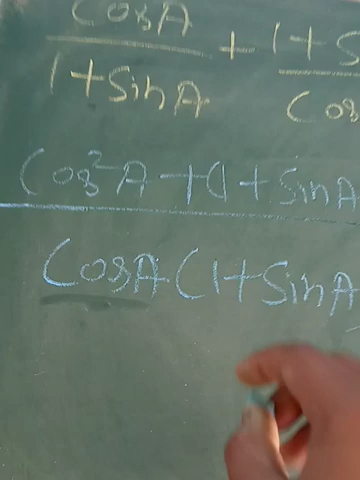 CosA
1+SinA + 1+S
Cos
Cos²A+(1+SinA
CosA(1+SinA